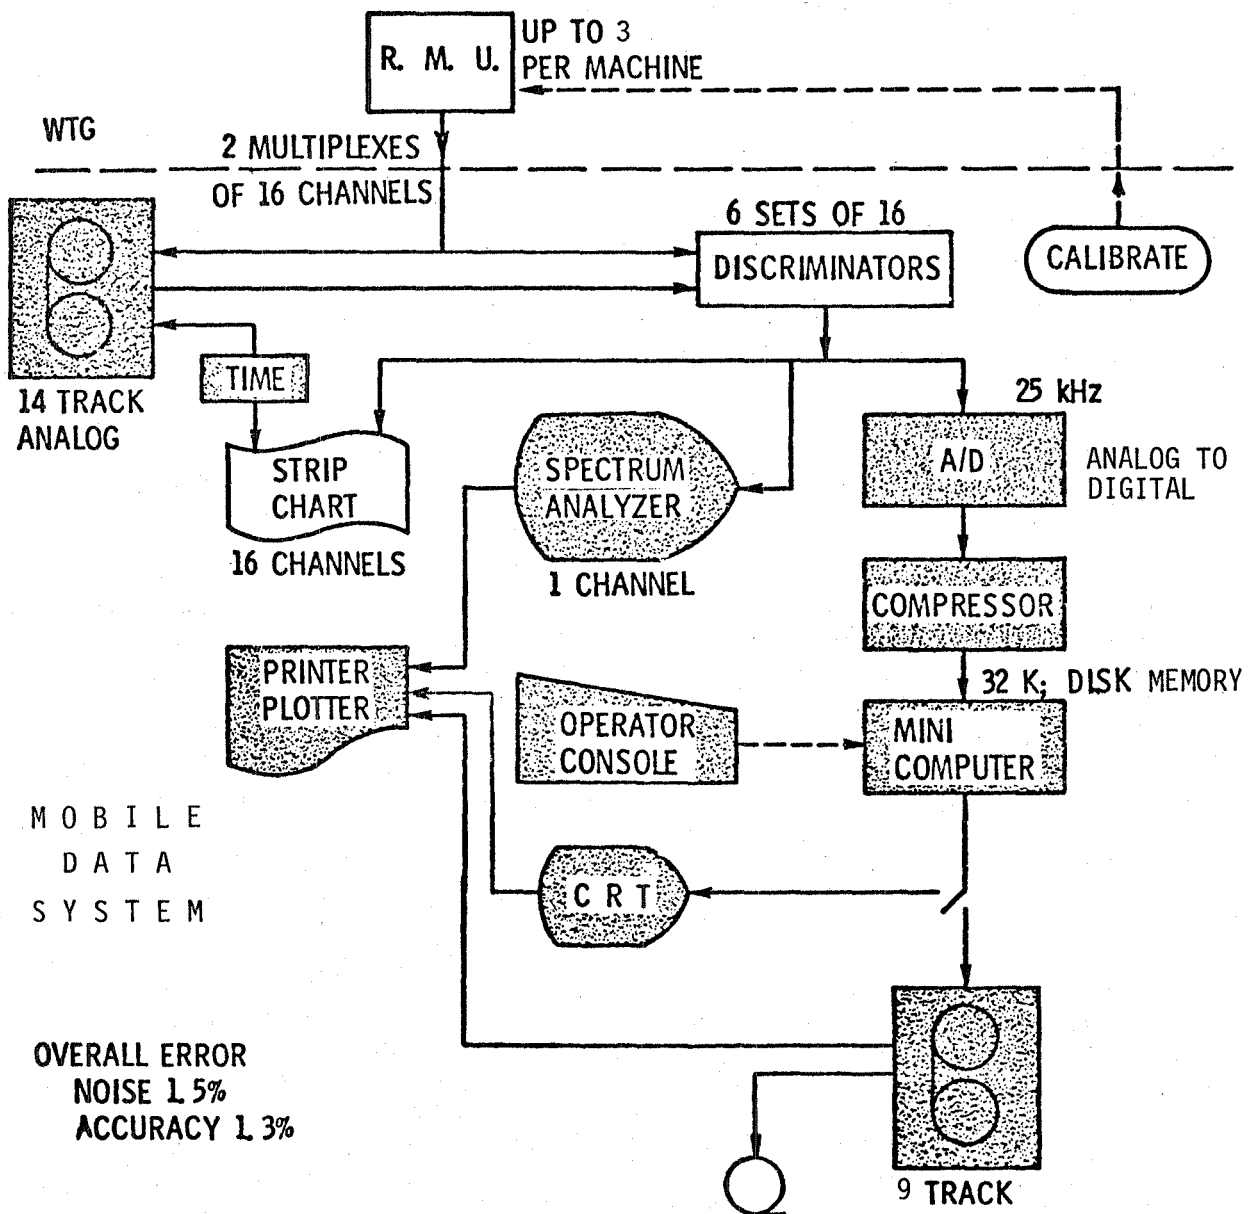 R. M. U.
UP TO 3
PER MACHINE
WTG
2 MULTIPLEXES
OF 16 CHANNELS
6 SETS OF 16
DISCRIMINATORS
CALIBRATE
TIME
14 TRACK
ANALOG
25 kHz
STRIP
CHART
16 CHANNELS
SPECTRUM
ANALYZER
1 CHANNEL
A/D
ANALOG TO
DIGITAL
COMPRESSOR
32 K; DISK MEMORY
PRINTER
PLOTTER
OPERATOR
CONSOLE
MINI
COMPUTER
MOBILE
DATA
SYSTEM
C R T
OVERALL ERROR
NOISE 1.5%
ACCURACY 1.3%
9 TRACK